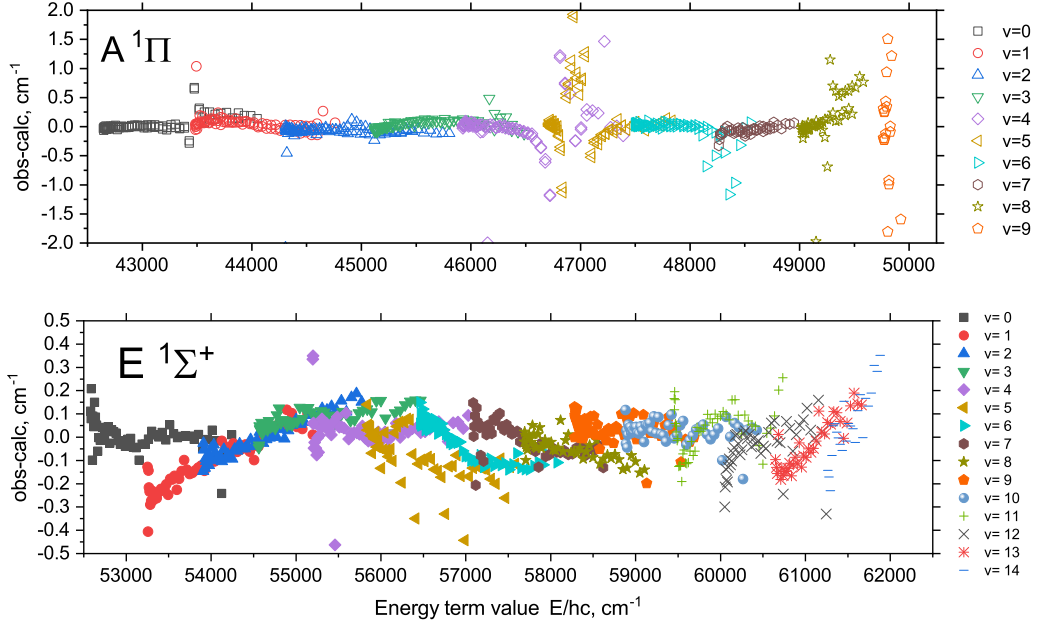 A ¹Π
obs-calc, cm⁻¹
2.0
1.5
1.0
0.5
0.0
-0.5
-1.0
-1.5
-2.0
43000 44000 45000 46000 47000 48000 49000 50000
v=0
v=1
v=2
v=3
v=4
v=5
v=6
v=7
v=8
v=9
E ¹Σ⁺
obs-calc, cm⁻¹
0.5
0.4
0.3
0.2
0.1
0.0
-0.1
-0.2
-0.3
-0.4
-0.5
53000 54000 55000 56000 57000 58000 59000 60000 61000 62000
Energy term value E/hc, cm⁻¹
v= 0
v= 1
v= 2
v= 3
v= 4
v= 5
v= 6
v= 7
v= 8
v= 9
v= 10
v= 11
v= 12
v= 13
v= 14